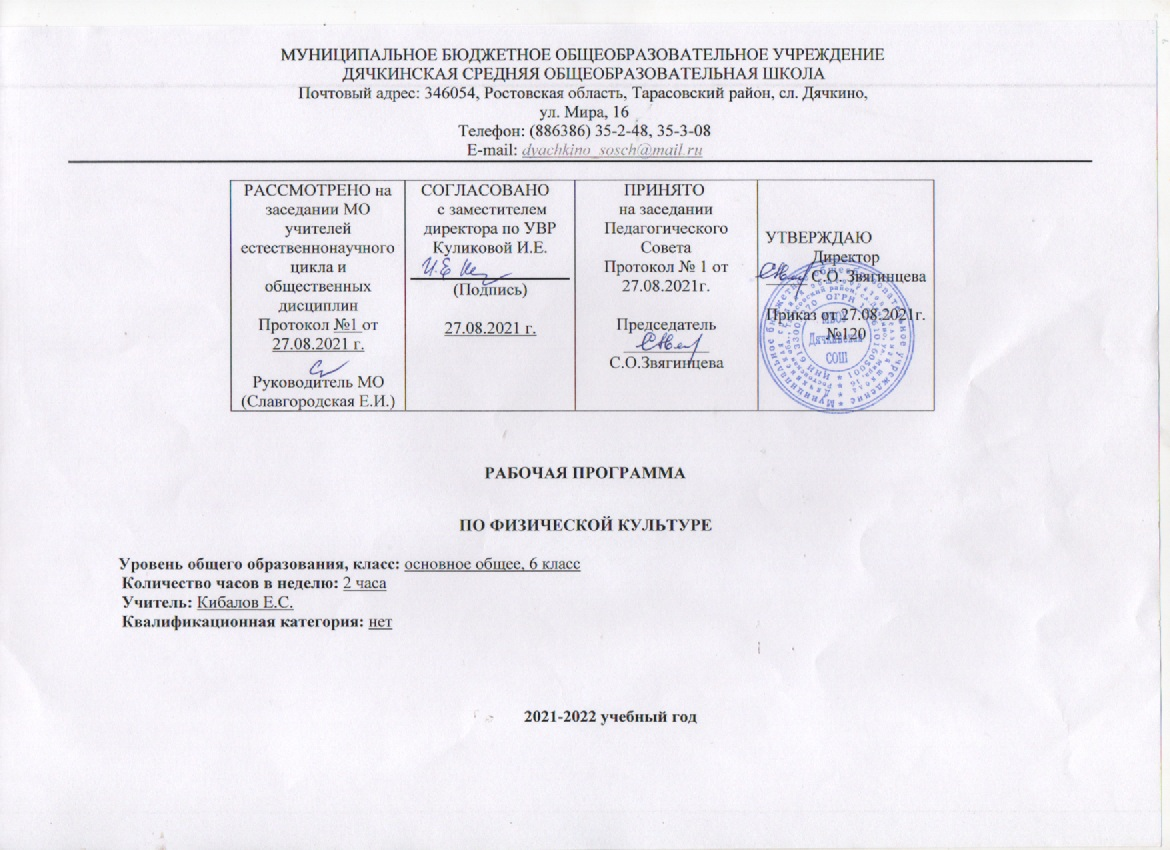 МУНИЦИПАЛЬНОЕ БЮДЖЕТНОЕ ОБЩЕОБРАЗОВАТЕЛЬНОЕ УЧРЕЖДЕНИЕ
ДЯЧКИНСКАЯ СРЕДНЯЯ ОБЩЕОБРАЗОВАТЕЛЬНАЯ ШКОЛА
Почтовый адрес: 346054, Ростовская область, Тарасовский район, сл. Дячкино,
ул. Мира, 16
Телефон: (886386) 35-2-48, 35-3-08
E-mail: dyachkino_sosch@mail.ru
РАССМОТРЕНО на
заседании МО
учителей
естественнонаучного
цикла и
общественных
дисциплин
Протокол №1 от
27.08.2021 г.
Руководитель МО
(Славгородская Е.И.)
СОГЛАСОВАНО
с заместителем
директора по УВР
Куликовой И.Е.
(Подпись)
27.08.2021 г.
ПРИНЯТО
на заседании
Педагогического
Совета
Протокол № 1 от
27.08.2021г.
Председатель
С.О.Звягинцева
УТВЕРЖДАЮ
Директор
С.О. Звягинцева
Приказ от 27.08.2021г.
№120
Дячкинская
СОШ
РАБОЧАЯ ПРОГРАММА
ПО ФИЗИЧЕСКОЙ КУЛЬТУРЕ
Уровень общего образования, класс: основное общее, 6 класс
Количество часов в неделю: 2 часа
Учитель: Кибалов Е.С.
Квалификационная категория: нет
2021-2022 учебный год